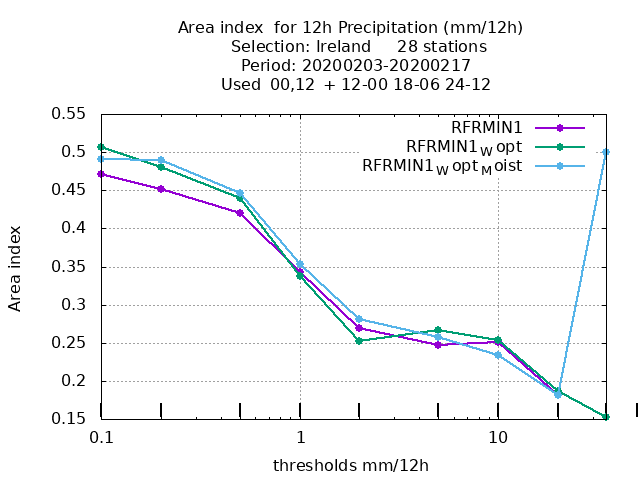 Area index for 12h Precipitation (mm/12h)
Selection: Ireland 28 stations
Period: 20200203-20200217
Used 00,12 + 12-00 18-06 24-12
RFRMIN1
RFRMIN1Wopt
RFRMIN1WoptMoist
0.55
0.5
0.45
0.4
0.35
0.3
0.25
0.2
0.15
Area index
0.1 1 10
thresholds mm/12h